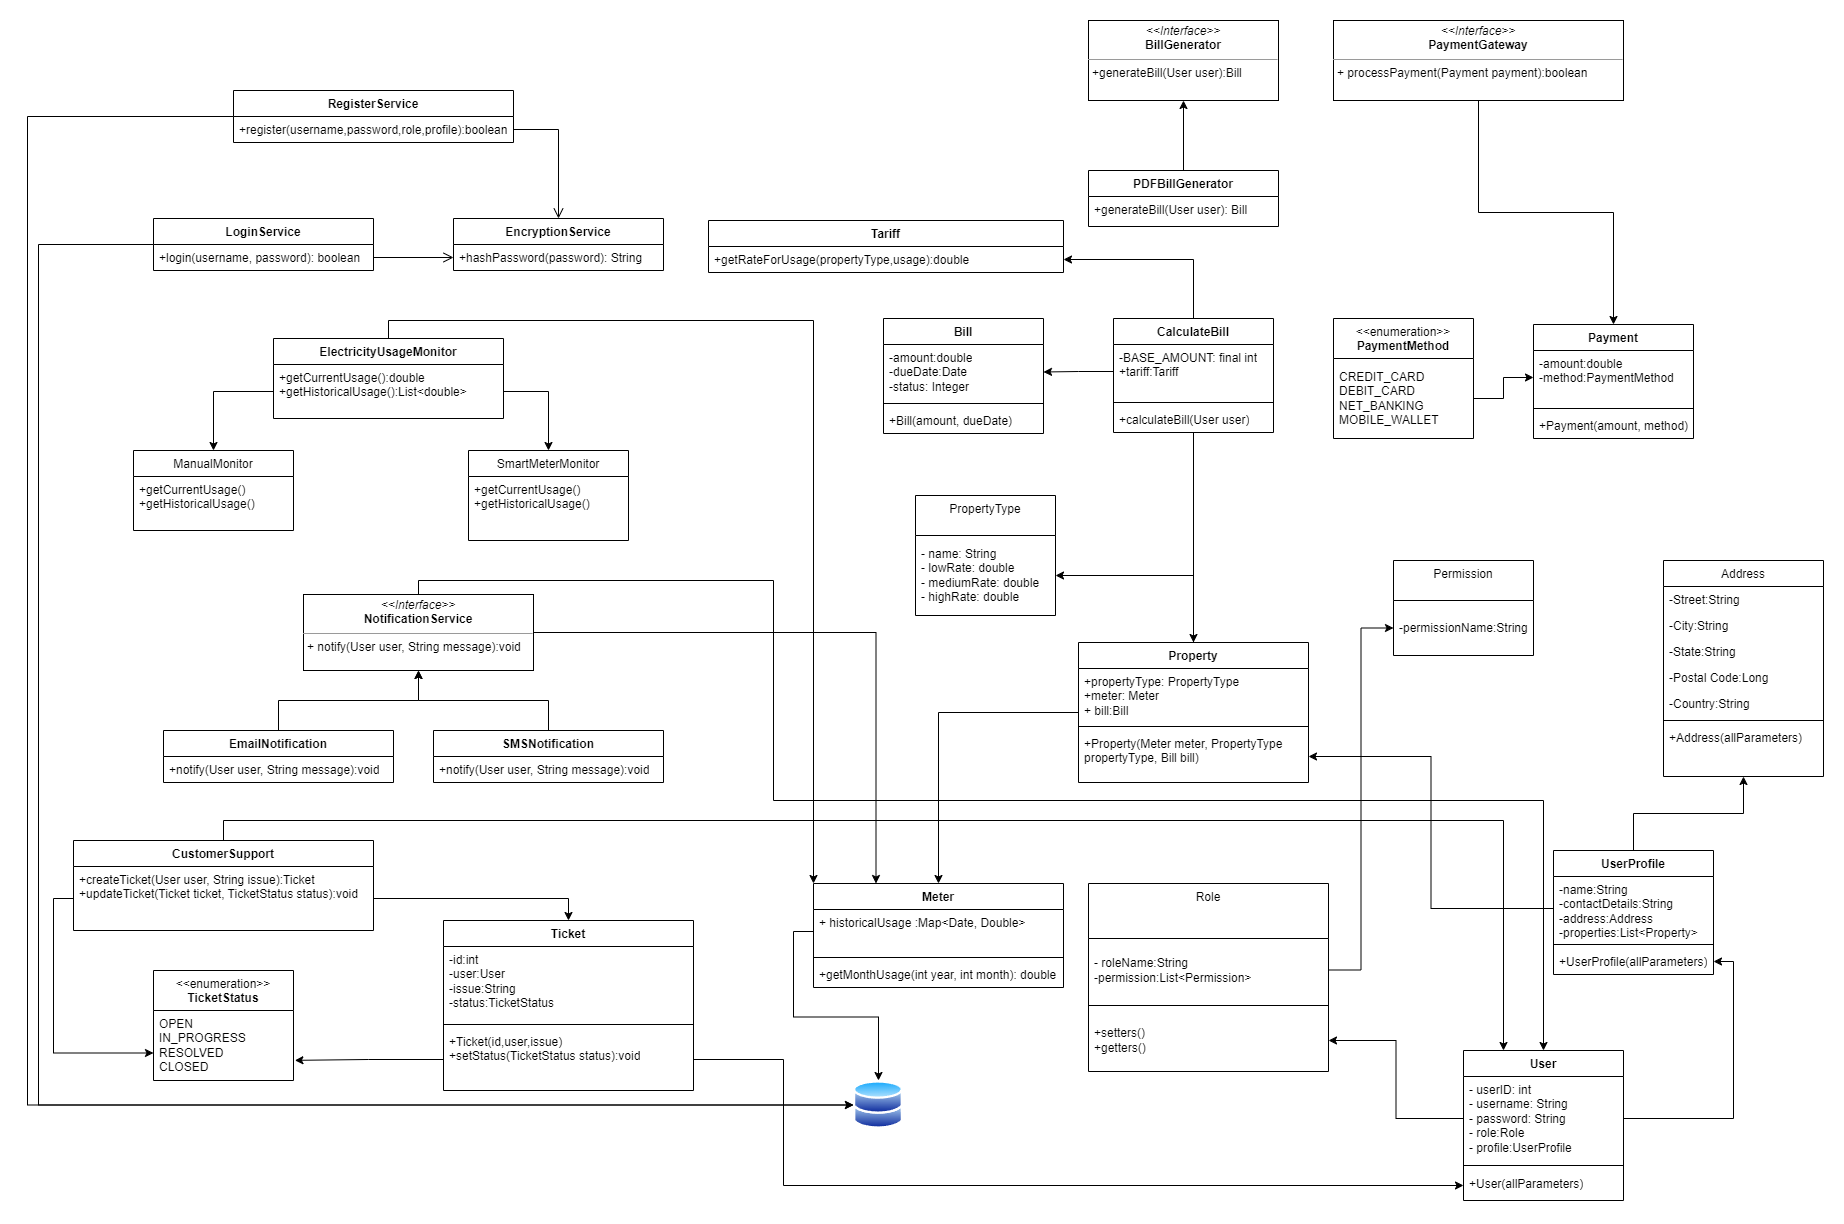 <<Interface>>
BillGenerator
+generateBill(User user):Bill
<<Interface>>
PaymentGateway
+ processPayment(Payment payment):boolean
RegisterService
+register(username,password,role,profile):boolean
PDFBillGenerator
+generateBill(User user): Bill
LoginService
+login(username, password): boolean
EncryptionService
+hashPassword(password): String
Tariff
+getRateForUsage(propertyType,usage):double
ElectricityUsageMonitor
+getCurrentUsage():double
+getHistoricalUsage():List<double>
Bill
-amount:double
-dueDate:Date
-status: Integer
+Bill(amount, dueDate)
CalculateBill
-BASE_AMOUNT: final int
+tariff:Tariff
+calculateBill(User user)
<<enumeration>>
PaymentMethod
CREDIT_CARD
DEBIT_CARD
NET_BANKING
MOBILE_WALLET
Payment
-amount:double
-method:PaymentMethod
+Payment(amount, method)
ManualMonitor
+getCurrentUsage()
+getHistoricalUsage()
SmartMeterMonitor
+getCurrentUsage()
+getHistoricalUsage()
PropertyType
- name: String
- lowRate: double
- mediumRate: double
- highRate: double
Permission
-permissionName:String
Address
-Street:String
-City:String
-State:String
-Postal Code:Long
-Country:String
+Address(allParameters)
<<Interface>>
NotificationService
+ notify(User user, String message):void
Property
+propertyType: PropertyType
+meter: Meter
+ bill:Bill
+Property(Meter meter, PropertyType
propertyType, Bill bill)
EmailNotification
+notify(User user, String message):void
SMSNotification
+notify(User user, String message):void
CustomerSupport
+createTicket(User user, String issue):Ticket
+updateTicket(Ticket ticket, TicketStatus status):void
UserProfile
-name:String
-contactDetails:String
-address:Address
-properties:List<Property>
+UserProfile(allParameters)
Meter
+ historicalUsage :Map<Date, Double>
+getMonthUsage(int year, int month): double
Role
- roleName:String
-permission:List<Permission>
+setters()
+getters()
Ticket
-id:int
-user:User
-issue:String
-status:TicketStatus
+Ticket(id,user,issue)
+setStatus(TicketStatus status):void
<<enumeration>>
TicketStatus
OPEN
IN_PROGRESS
RESOLVED
CLOSED
User
- userID: int
- username: String
- password: String
- role:Role
- profile:UserProfile
+User(allParameters)